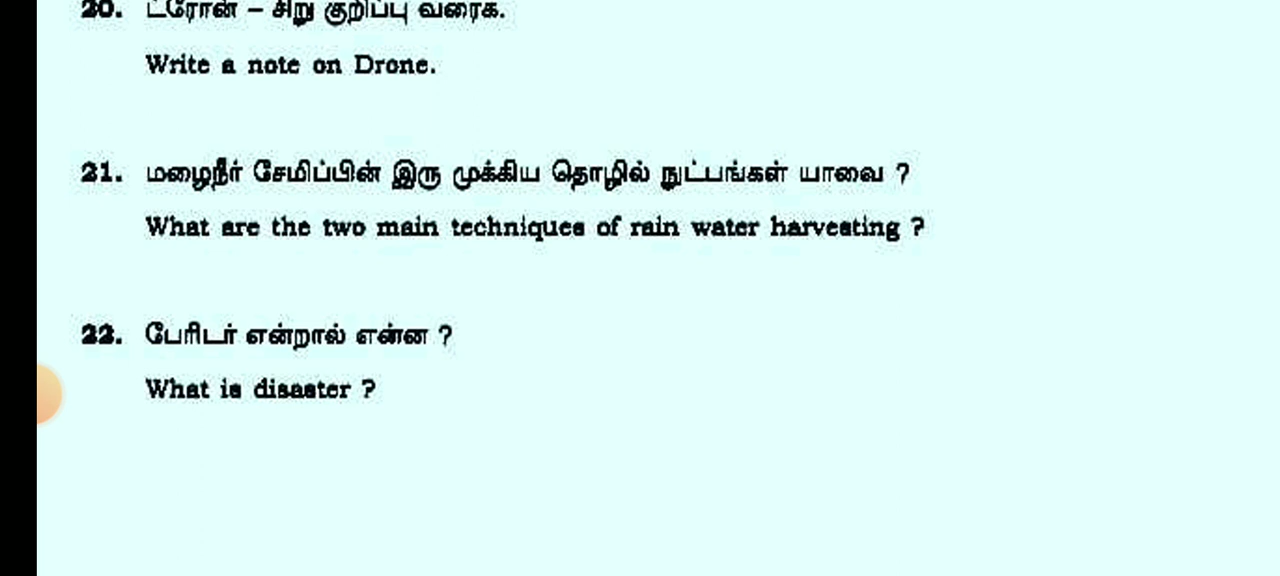 20. ட்ரோன் – சிறு குறிப்பு வரைக.
Write a note on Drone.
21. மழைநீர் சேமிப்பின் இரு முக்கிய தொழில் நுட்பங்கள் யாவை ?
What are the two main techniques of rain water harvesting ?
22. பேரிடர் என்றால் என்ன ?
What is disaster ?